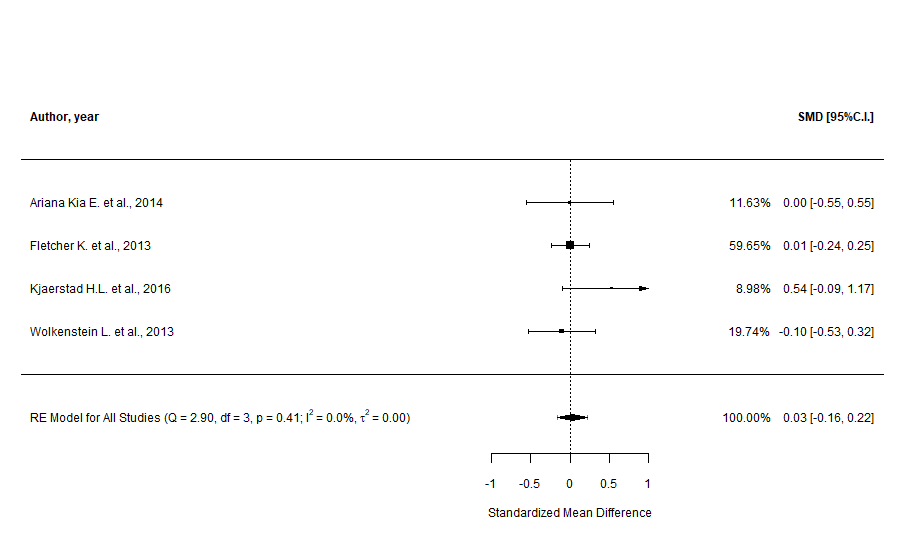 Author, year SMD [95%C.I.]
Ariana Kia E. et al., 2014 11.63% 0.00 [-0.55, 0.55]
Fletcher K. et al., 2013 59.65% 0.01 [-0.24, 0.25]
Kjaerstad H.L. et al., 2016 8.98% 0.54 [-0.09, 1.17]
Wolkenstein L. et al., 2013 19.74% -0.10 [-0.53, 0.32]
RE Model for All Studies (Q = 2.90, df = 3, p = 0.41; I² = 0.0%, τ² = 0.00) 100.00% 0.03 [-0.16, 0.22]
-1 -0.5 0 0.5 1
Standardized Mean Difference